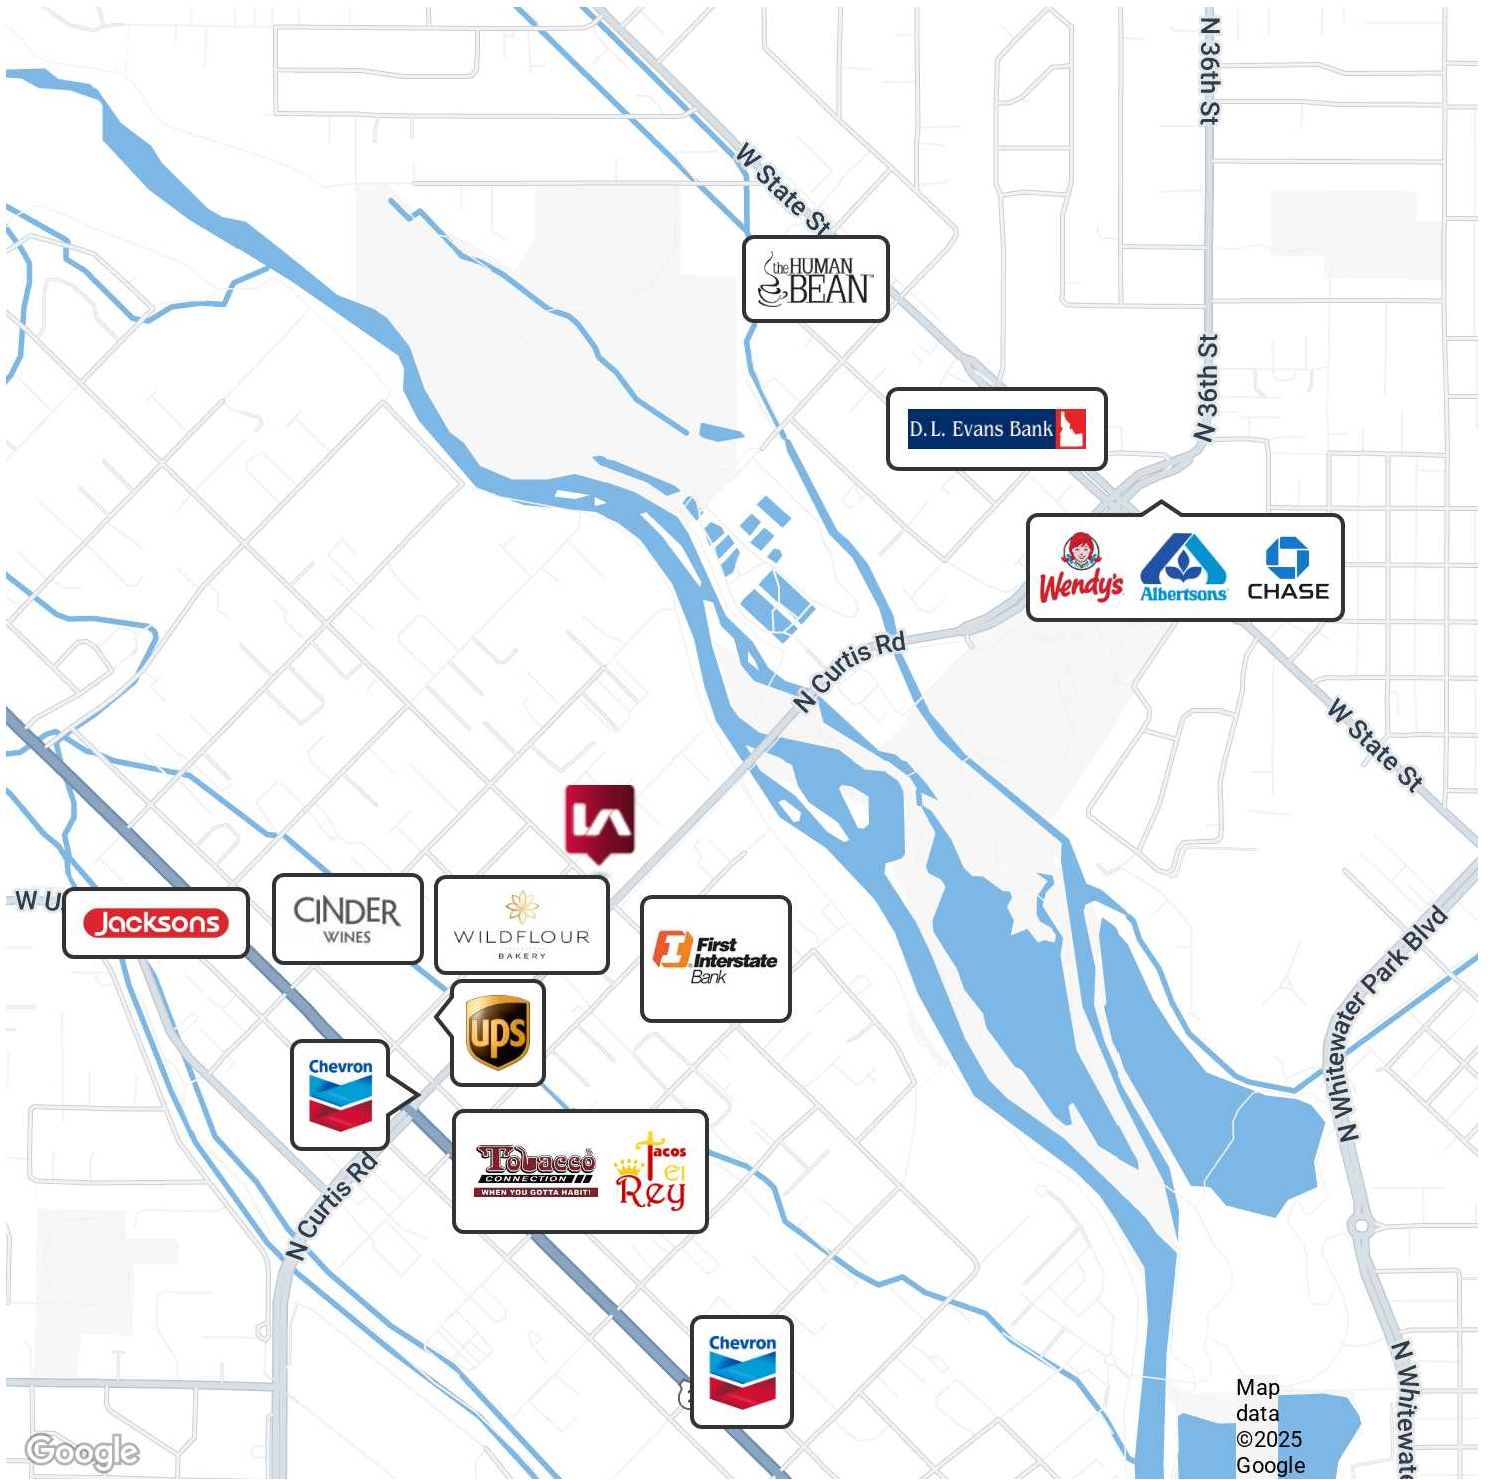 N 36th St
W State St
the HUMAN
BEAN
N 36th St
D.L. Evans Bank
Wendy's
Albertsons
CHASE
N Curtis Rd
W State St
LA
W U
Jacksons
CINDER
WINES
WILDFLOUR
BAKERY
First
Interstate
Bank
N Whitewater Park Blvd
ups
Chevron
Tobacco
CONNECTION
WHEN YOU GOTTA HABIT!
Tacos
El
Rey
N Curtis Rd
Chevron
N Whitewate
Map
data
©2025
Google
Google